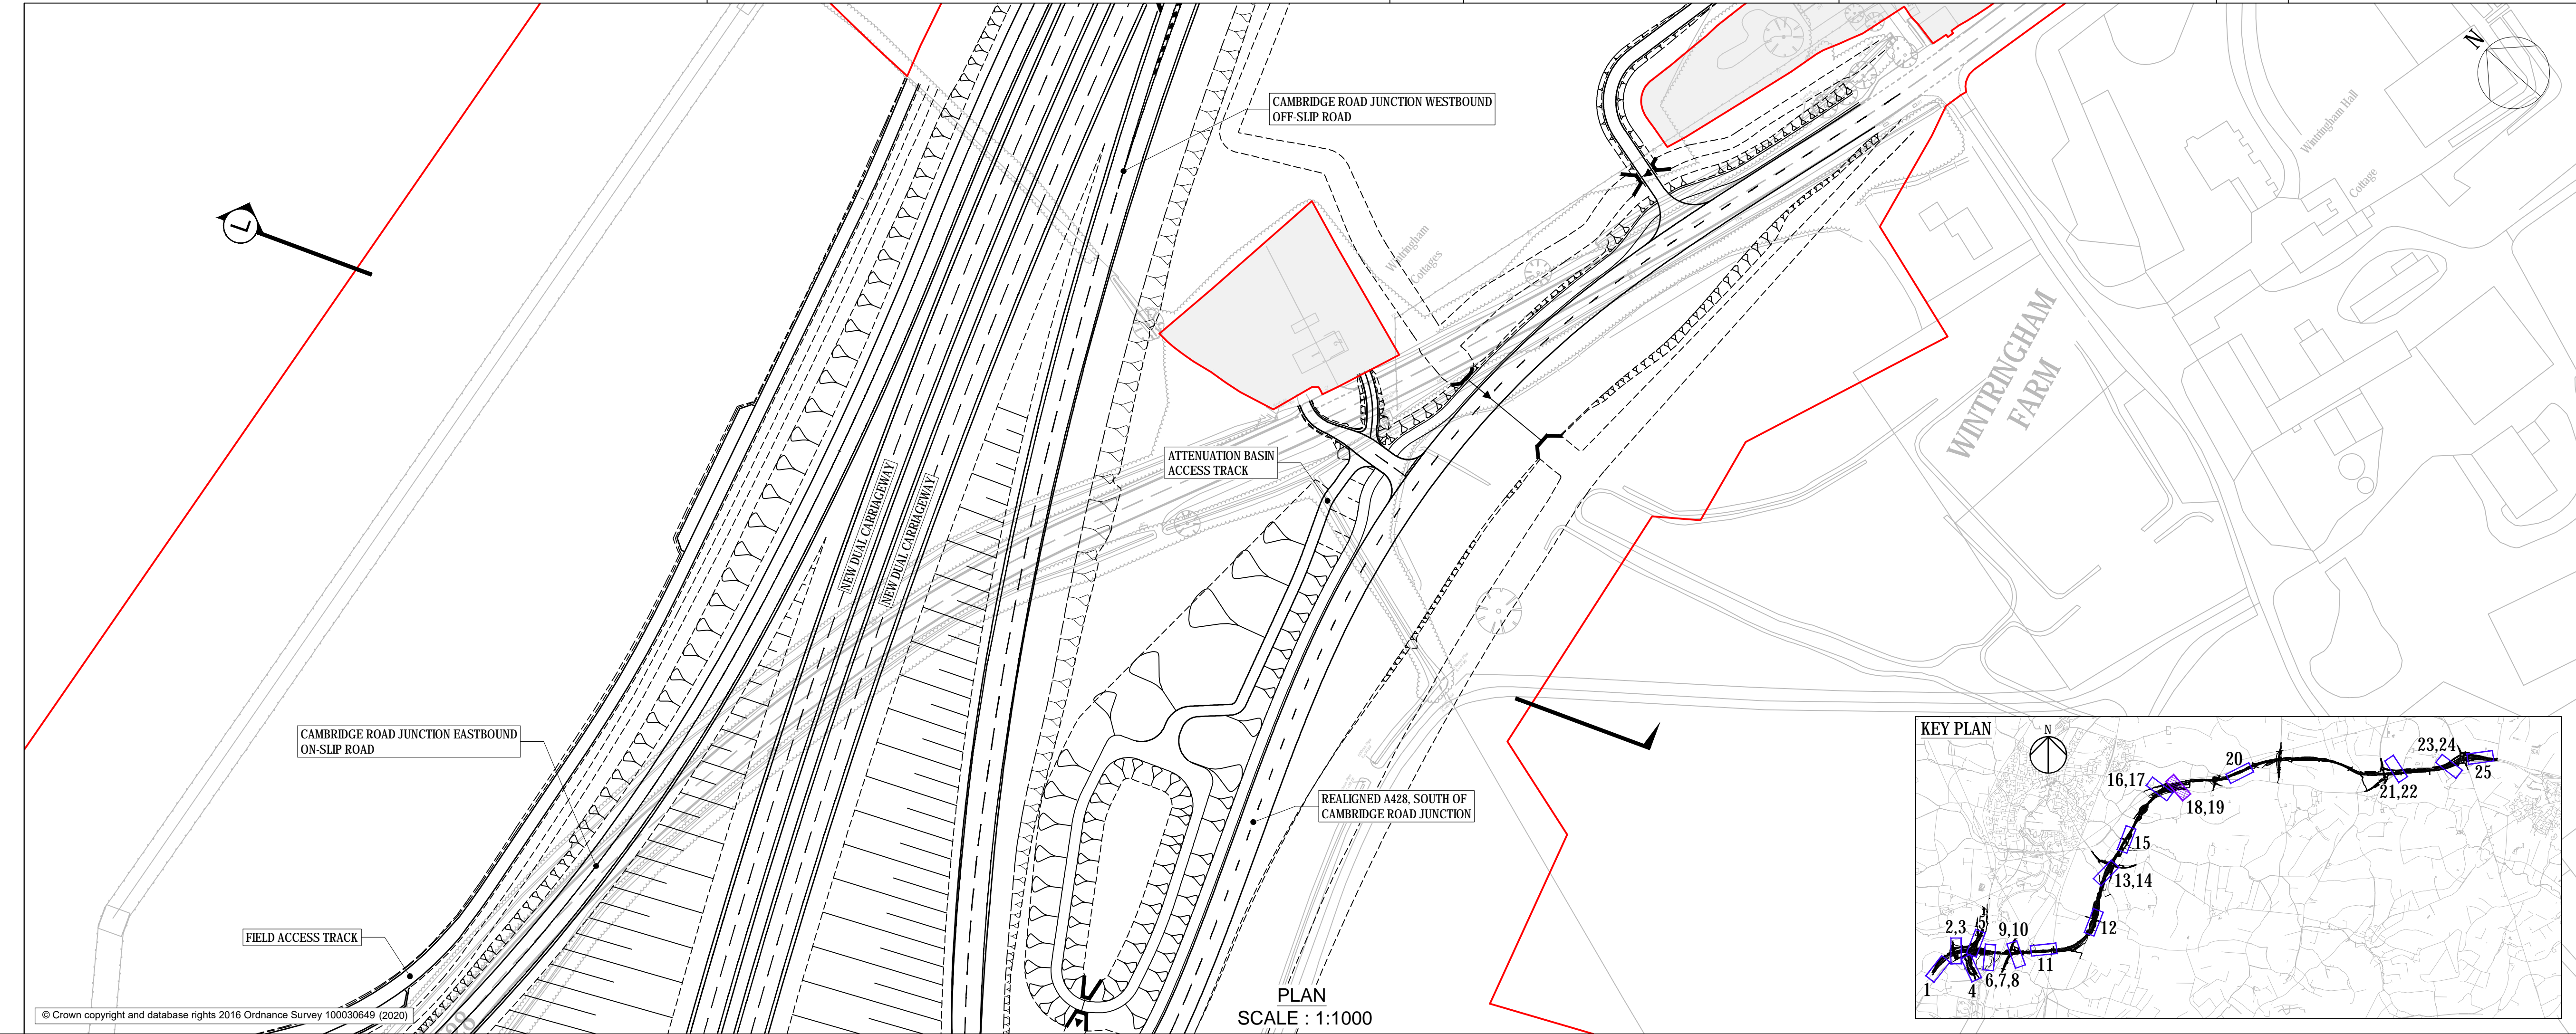 N
CAMBRIDGE ROAD JUNCTION WESTBOUND
OFF-SLIP ROAD
Wintringham Hall
Cottage
L
Wintringham
Cottages
WINTRINGHAM
FARM
ATTENUATION BASIN
ACCESS TRACK
NEW DUAL CARRIAGEWAY
NEW DUAL CARRIAGEWAY
CAMBRIDGE ROAD JUNCTION EASTBOUND
ON-SLIP ROAD
REALIGNED A428, SOUTH OF
CAMBRIDGE ROAD JUNCTION
FIELD ACCESS TRACK
PLAN
SCALE : 1:1000
© Crown copyright and database rights 2016 Ordnance Survey 100030649 (2020)
KEY PLAN
N
23,24
20
25
16,17
21,22
18,19
15
13,14
12
2,3
5
9,10
11
6,7,8
1
4